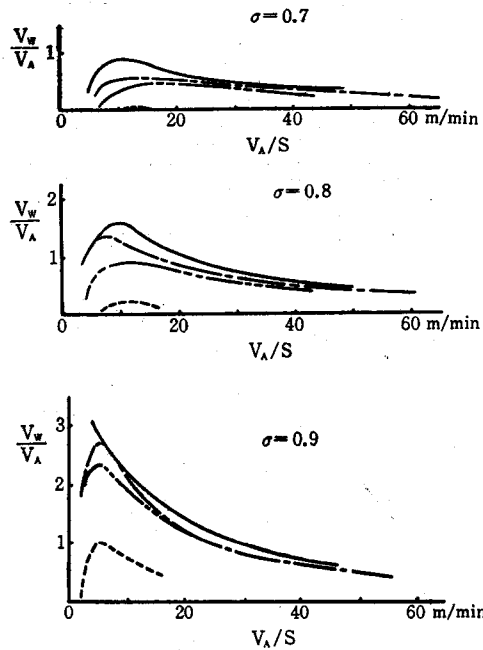 σ=0.7
V_W/V_A
1
0 20 40 60 m/min
V_A/S
σ=0.8
2
V_W/V_A
1
0 20 40 60 m/min
V_A/S
σ=0.9
3
V_W/V_A
2
1
0 20 40 60 m/min
V_A/S